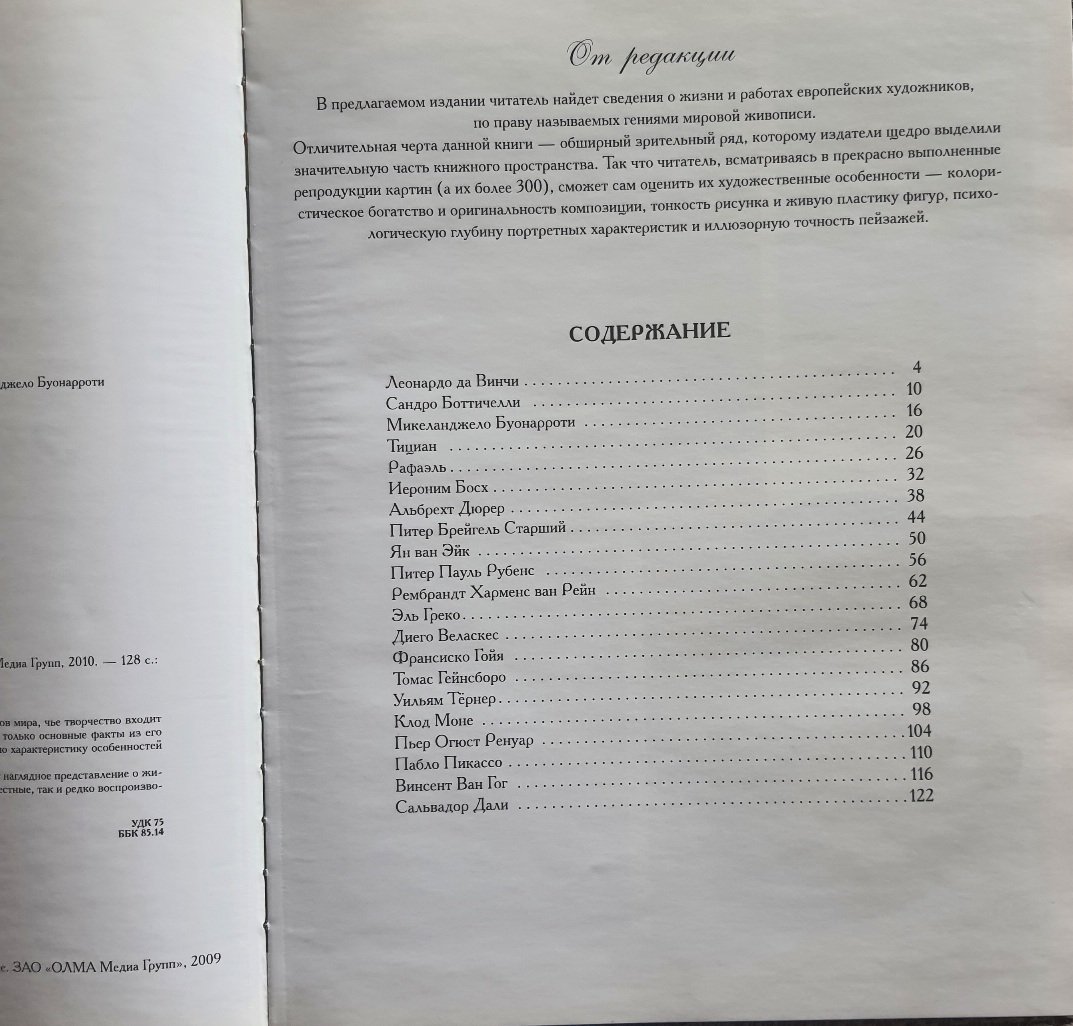 джело Буонарроти
Медиа Групп, 2010. — 128 с.:
ов мира, чье творчество входит
только основные факты из его
ю характеристику особенностей
наглядное представление о жи-
естные, так и редко воспроизво-
УДК 75
ББК 85.14
е. ЗАО «ОЛМА Медиа Групп», 2009
От редакции
В предлагаемом издании читатель найдет сведения о жизни и работах европейских художников,
по праву называемых гениями мировой живописи.
Отличительная черта данной книги — обширный зрительный ряд, которому издатели щедро выделили
значительную часть книжного пространства. Так что читатель, всматриваясь в прекрасно выполненные
репродукции картин (а их более 300), сможет сам оценить их художественные особенности — колори-
стическое богатство и оригинальность композиции, тонкость рисунка и живую пластику фигур, психо-
логическую глубину портретных характеристик и иллюзорную точность пейзажей.
СОДЕРЖАНИЕ
Леонардо да Винчи 4
Сандро Боттичелли 10
Микеланджело Буонарроти 16
Тициан 20
Рафаэль 26
Иероним Босх 32
Альбрехт Дюрер 38
Питер Брейгель Старший 44
Ян ван Эйк 50
Питер Пауль Рубенс 56
Рембрандт Харменс ван Рейн 62
Эль Греко 68
Диего Веласкес 74
Франсиско Гойя 80
Томас Гейнсборо 86
Уильям Тёрнер 92
Клод Моне 98
Пьер Огюст Ренуар 104
Пабло Пикассо 110
Винсент Ван Гог 116
Сальвадор Дали 122